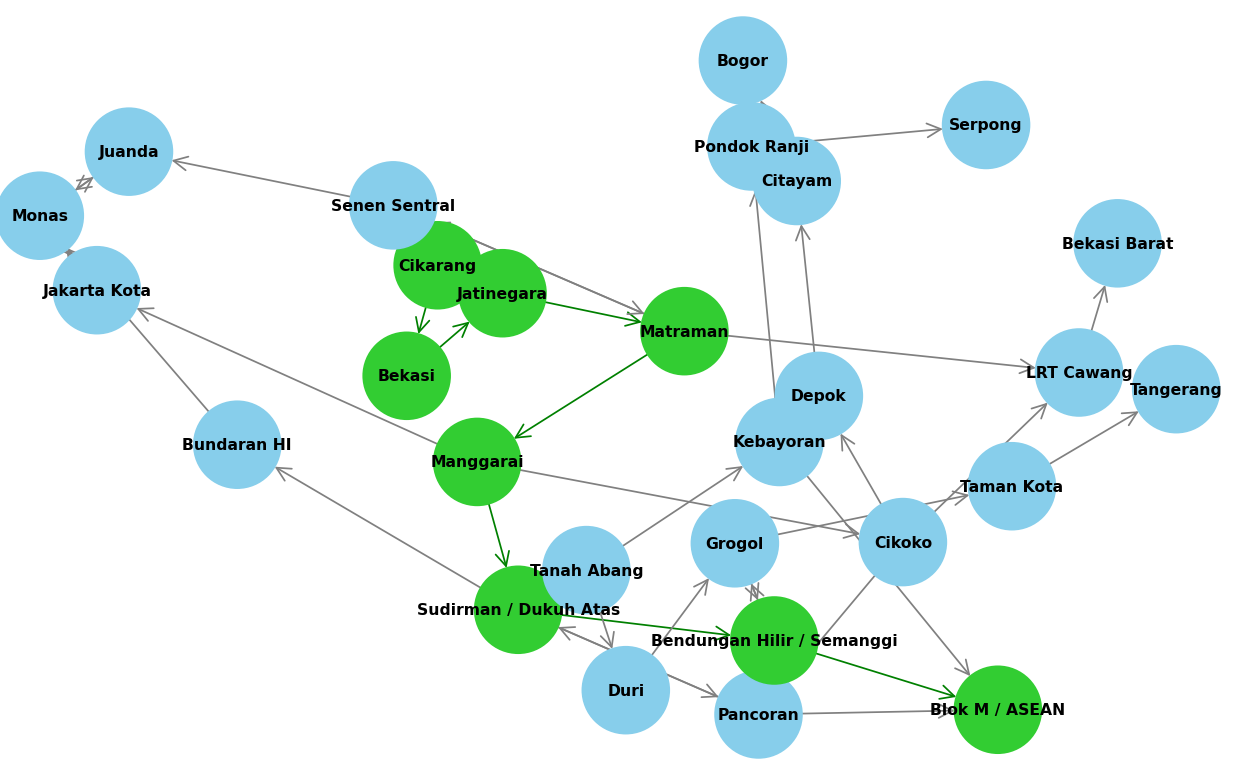 Bogor
Serpong
Pondok Ranji
Juanda
Citayam
Senen Sentral
Monas
Bekasi Barat
Cikarang
Jakarta Kota
Jatinegara
Matraman
LRT Cawang
Bekasi
Tangerang
Depok
Kebayoran
Bundaran HI
Manggarai
Taman Kota
Grogol
Cikoko
Tanah Abang
Sudirman / Dukuh Atas
Bendungan Hilir / Semanggi
Duri
Blok M / ASEAN
Pancoran